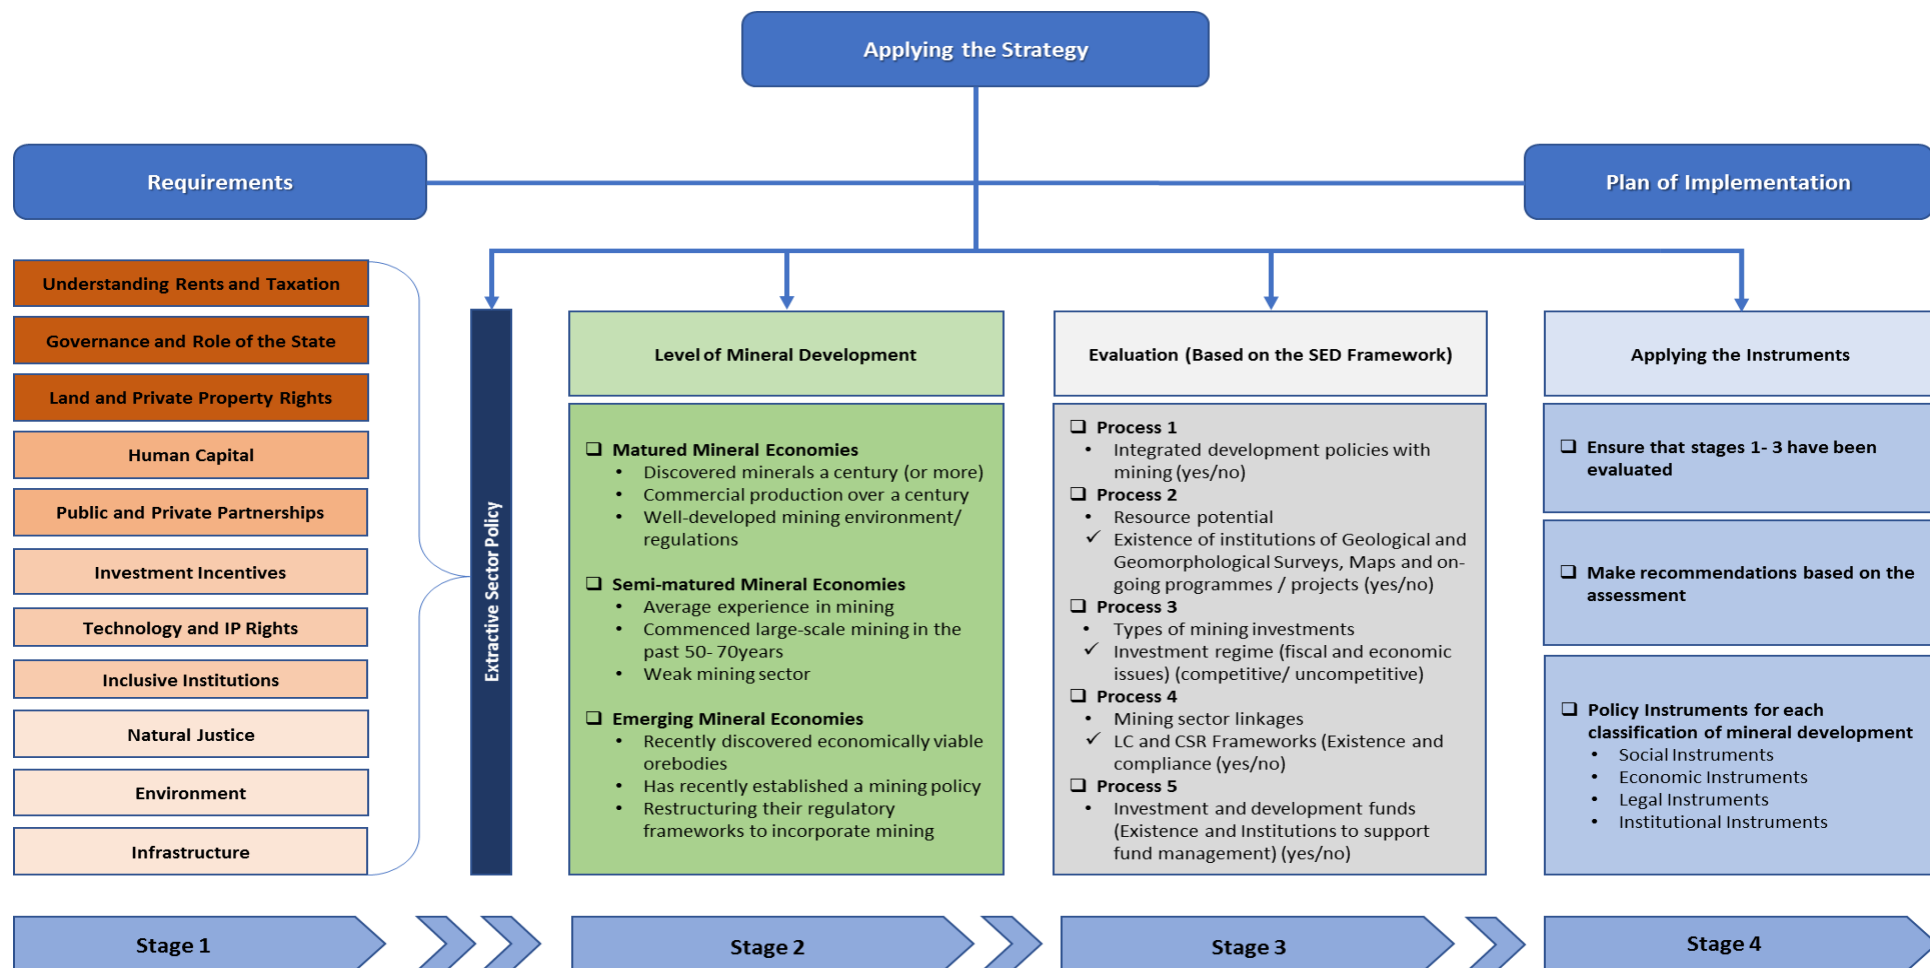 Applying the Strategy
Requirements
Plan of Implementation
Understanding Rents and Taxation
Governance and Role of the State
Land and Private Property Rights
Human Capital
Public and Private Partnerships
Investment Incentives
Technology and IP Rights
Inclusive Institutions
Natural Justice
Environment
Infrastructure
Extractive Sector Policy
Level of Mineral Development
❑ Matured Mineral Economies
• Discovered minerals a century (or more)
• Commercial production over a century
• Well-developed mining environment/
regulations
❑ Semi-matured Mineral Economies
• Average experience in mining
• Commenced large-scale mining in the
past 50- 70years
• Weak mining sector
❑ Emerging Mineral Economies
• Recently discovered economically viable
orebodies
• Has recently established a mining policy
• Restructuring their regulatory
frameworks to incorporate mining
Evaluation (Based on the SED Framework)
❑ Process 1
• Integrated development policies with
mining (yes/no)
❑ Process 2
• Resource potential
✓ Existence of institutions of Geological and
Geomorphological Surveys, Maps and on-
going programmes / projects (yes/no)
❑ Process 3
• Types of mining investments
✓ Investment regime (fiscal and economic
issues) (competitive/ uncompetitive)
❑ Process 4
• Mining sector linkages
✓ LC and CSR Frameworks (Existence and
compliance (yes/no)
❑ Process 5
• Investment and development funds
(Existence and Institutions to support
fund management) (yes/no)
Applying the Instruments
❑ Ensure that stages 1- 3 have been
evaluated
❑ Make recommendations based on the
assessment
❑ Policy Instruments for each
classification of mineral development
• Social Instruments
• Economic Instruments
• Legal Instruments
• Institutional Instruments
Stage 1
Stage 2
Stage 3
Stage 4